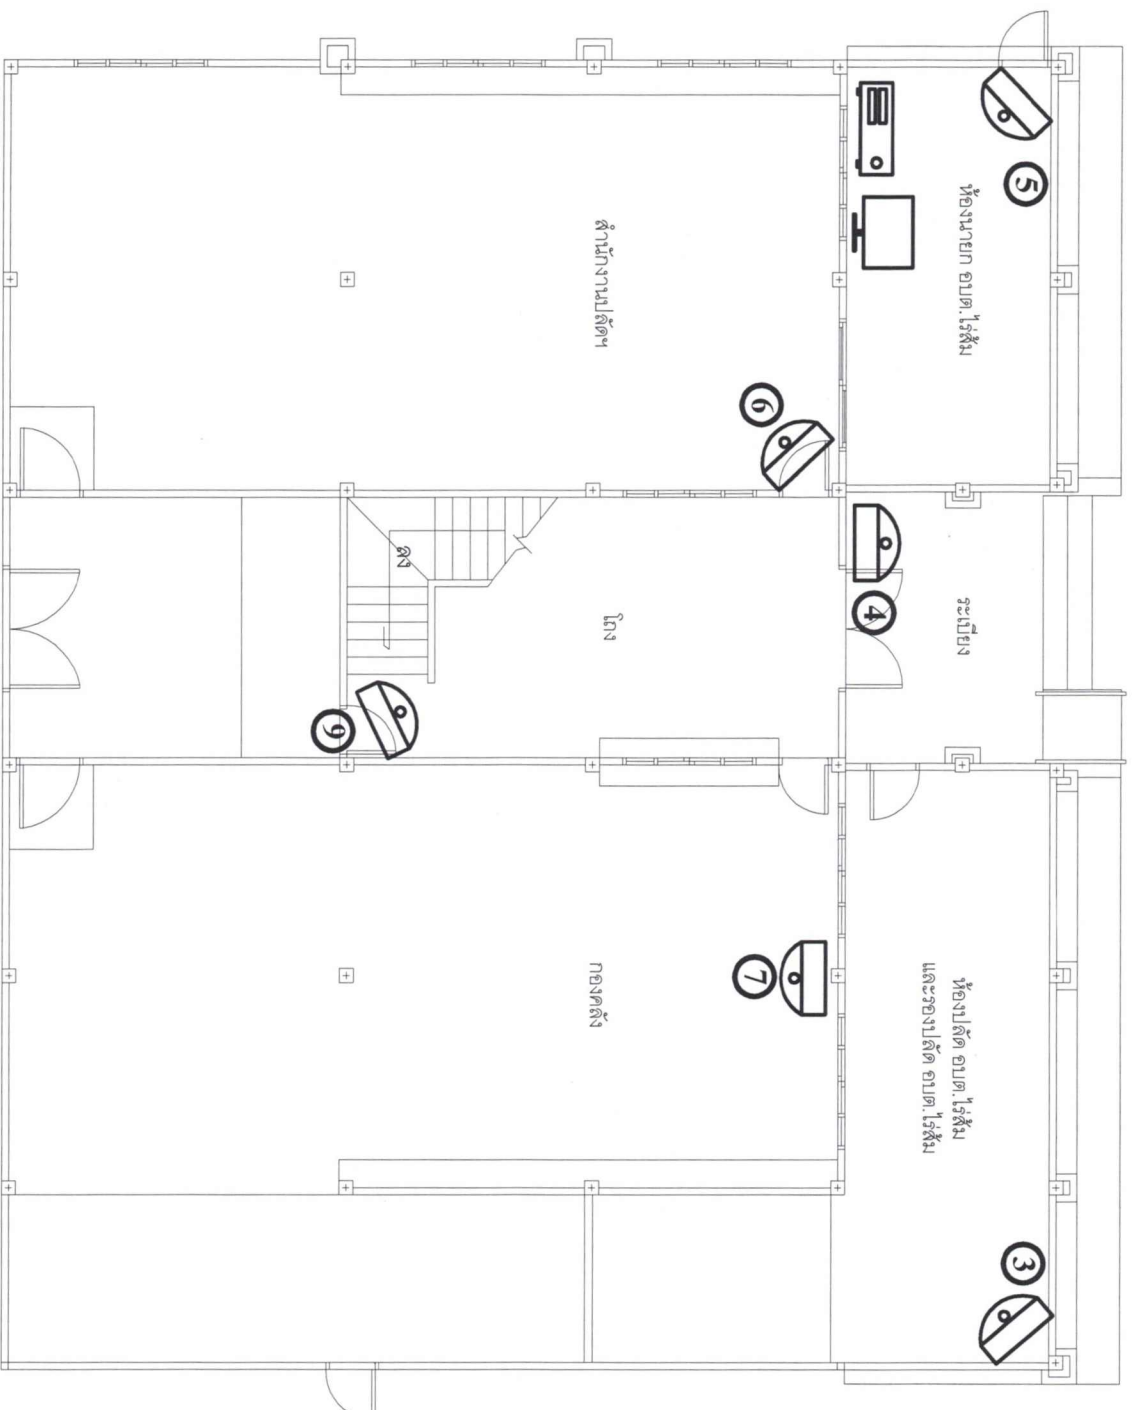 5
3
ห้องนายก อบต.ไร่ส้ม
ระเบียง
ห้องปลัด อบต.ไร่ส้ม
และรองปลัด อบต.ไร่ส้ม
4
6
7
สำนักงานปลัดฯ
โถง
กองคลัง
ลง
9